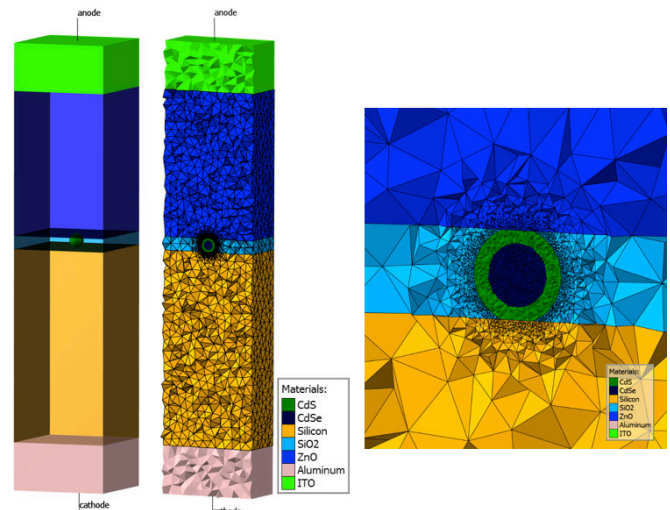 anode
anode
Materials:
CdS
CdSe
Silicon
SiO2
ZnO
Aluminum
ITO
cathode
Materials:
CdS
CdSe
Silicon
SiO2
ZnO
Aluminum
ITO